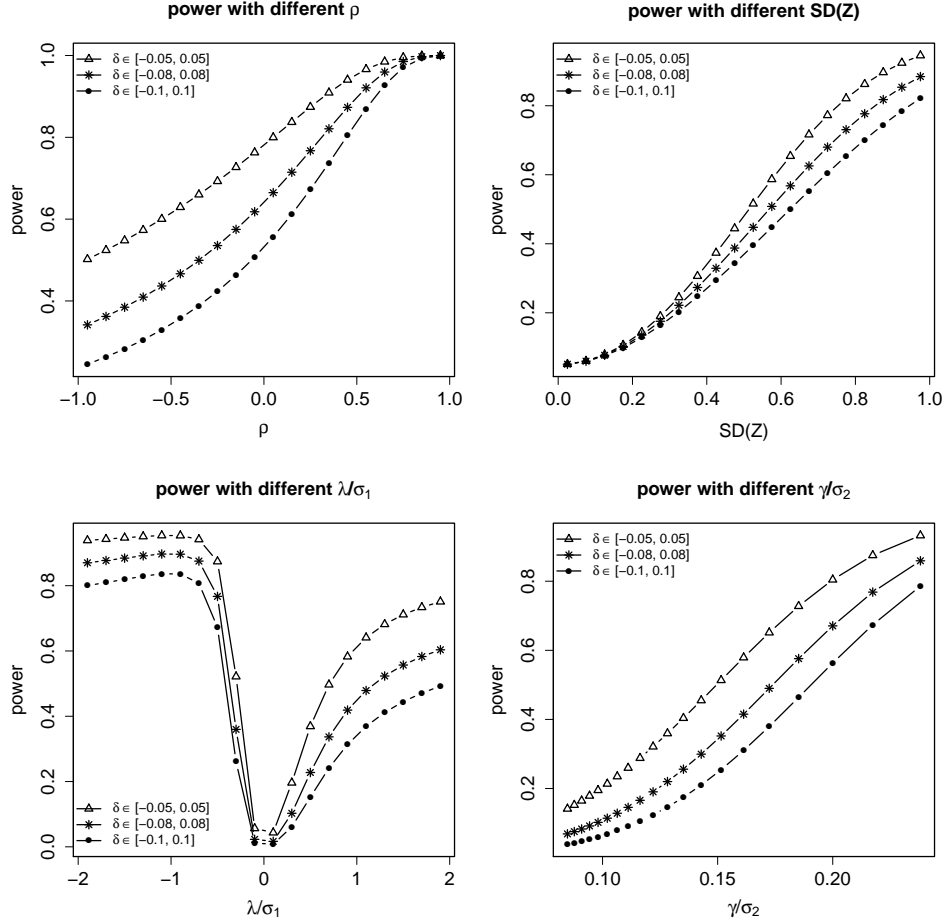 power with different ρ
power
1.0
0.8
0.6
0.4
δ ∈ [−0.05, 0.05]
δ ∈ [−0.08, 0.08]
δ ∈ [−0.1, 0.1]
−1.0 −0.5 0.0 0.5 1.0
ρ
power with different SD(Z)
power
0.8
0.6
0.4
0.2
δ ∈ [−0.05, 0.05]
δ ∈ [−0.08, 0.08]
δ ∈ [−0.1, 0.1]
0.0 0.2 0.4 0.6 0.8 1.0
SD(Z)
power with different λ/σ1
power
0.8
0.6
0.4
0.2
0.0
δ ∈ [−0.05, 0.05]
δ ∈ [−0.08, 0.08]
δ ∈ [−0.1, 0.1]
−2 −1 0 1 2
λ/σ1
power with different γ/σ2
power
0.8
0.6
0.4
0.2
0.0
δ ∈ [−0.05, 0.05]
δ ∈ [−0.08, 0.08]
δ ∈ [−0.1, 0.1]
0.10 0.15 0.20
γ/σ2